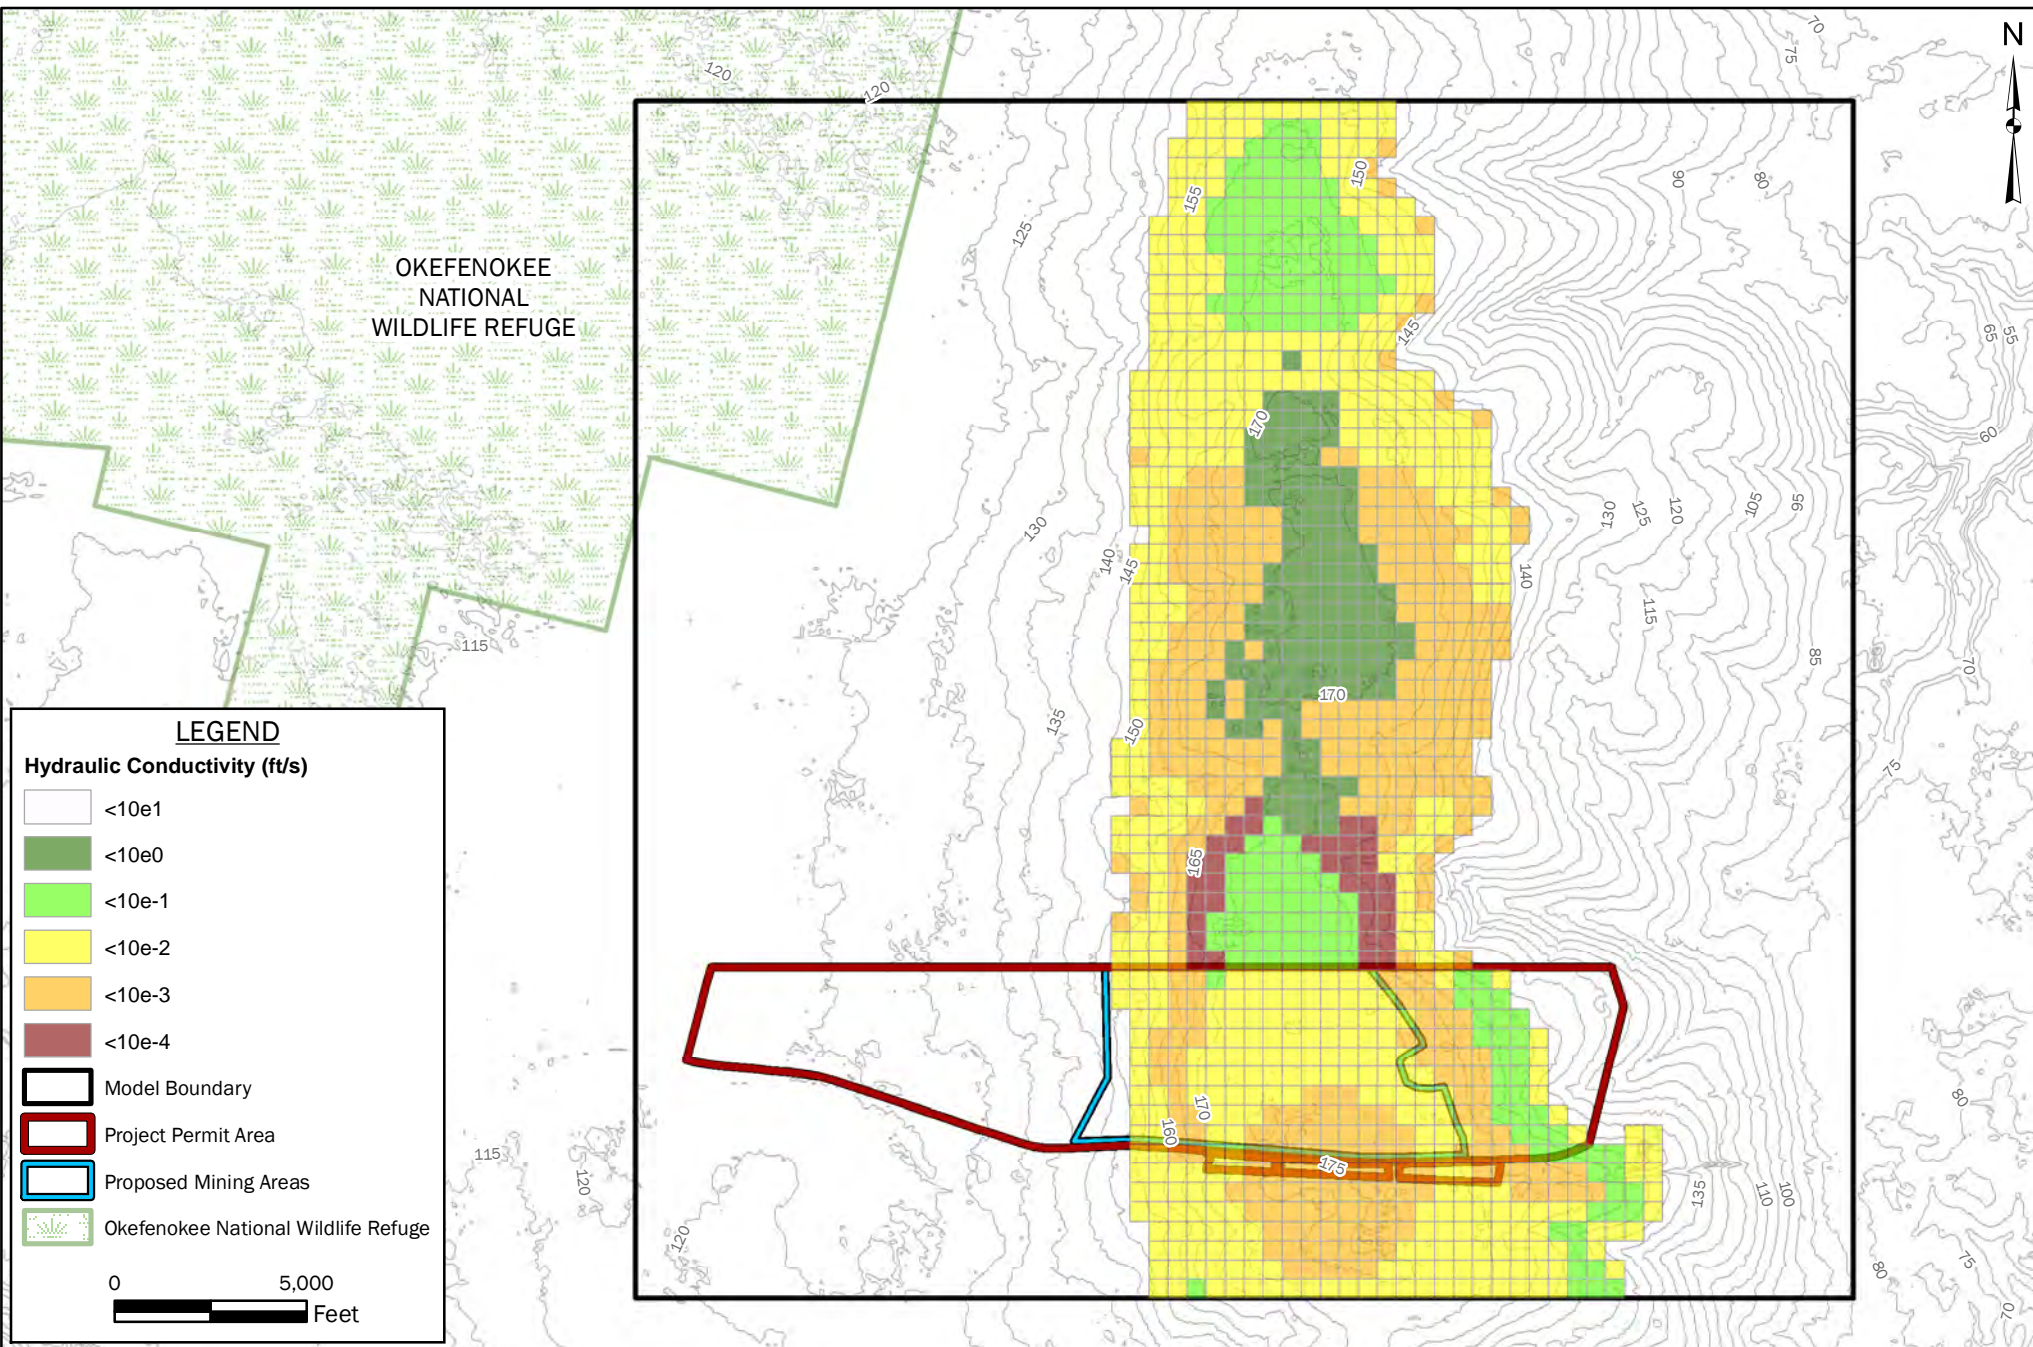 70
75
N
120
120
150
90
80
155
125
OKEFENOKEE
NATIONAL
WILDLIFE REFUGE
145
65
55
170
60
130
140
145
130
125
120
105
95
140
115
115
85
70
170
135
150
75
165
LEGEND
Hydraulic Conductivity (ft/s)
<10e1
<10e0
<10e-1
<10e-2
<10e-3
<10e-4
Model Boundary
Project Permit Area
Proposed Mining Areas
Okefenokee National Wildlife Refuge
0 5,000
Feet
170
160
175
80
115
120
120
135
110
100
75
80
70